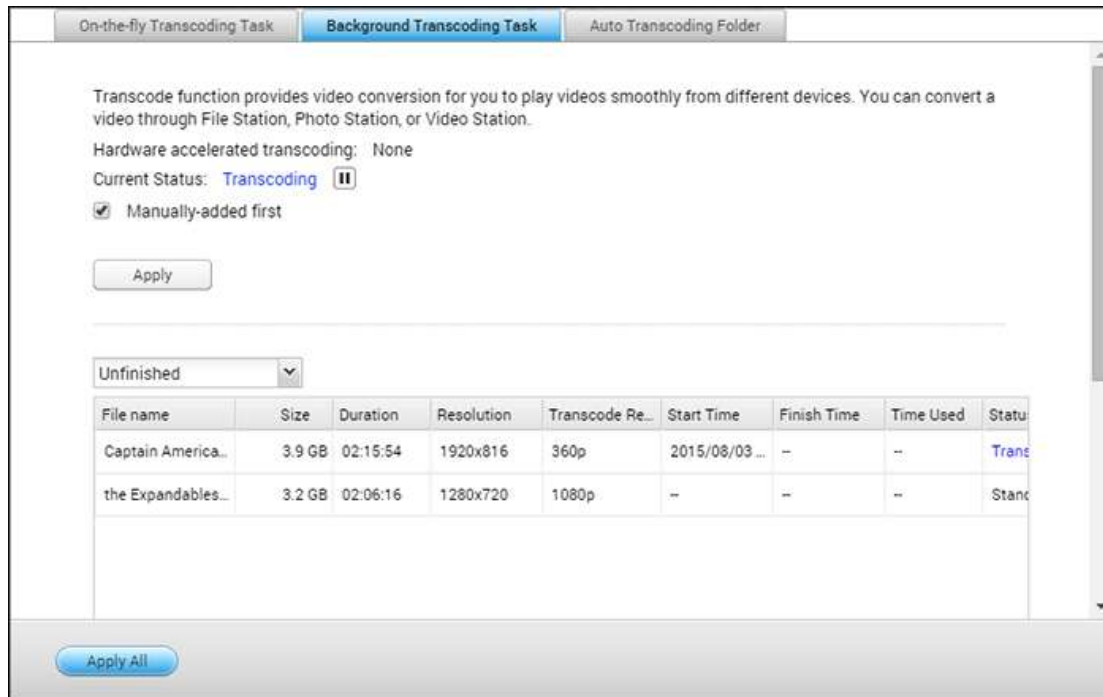 On-the-fly Transcoding Task Background Transcoding Task Auto Transcoding Folder
Transcode function provides video conversion for you to play videos smoothly from different devices. You can convert a
video through File Station, Photo Station, or Video Station.
Hardware accelerated transcoding: None
Current Status: Transcoding
Manually-added first
Apply
Unfinished
File name Size Duration Resolution Transcode Re... Start Time Finish Time Time Used Statu
Captain America... 3.9 GB 02:15:54 1920x816 360p 2015/08/03 ... -- -- Trans
the Expandables... 3.2 GB 02:06:16 1280x720 1080p -- -- -- Stand
Apply All